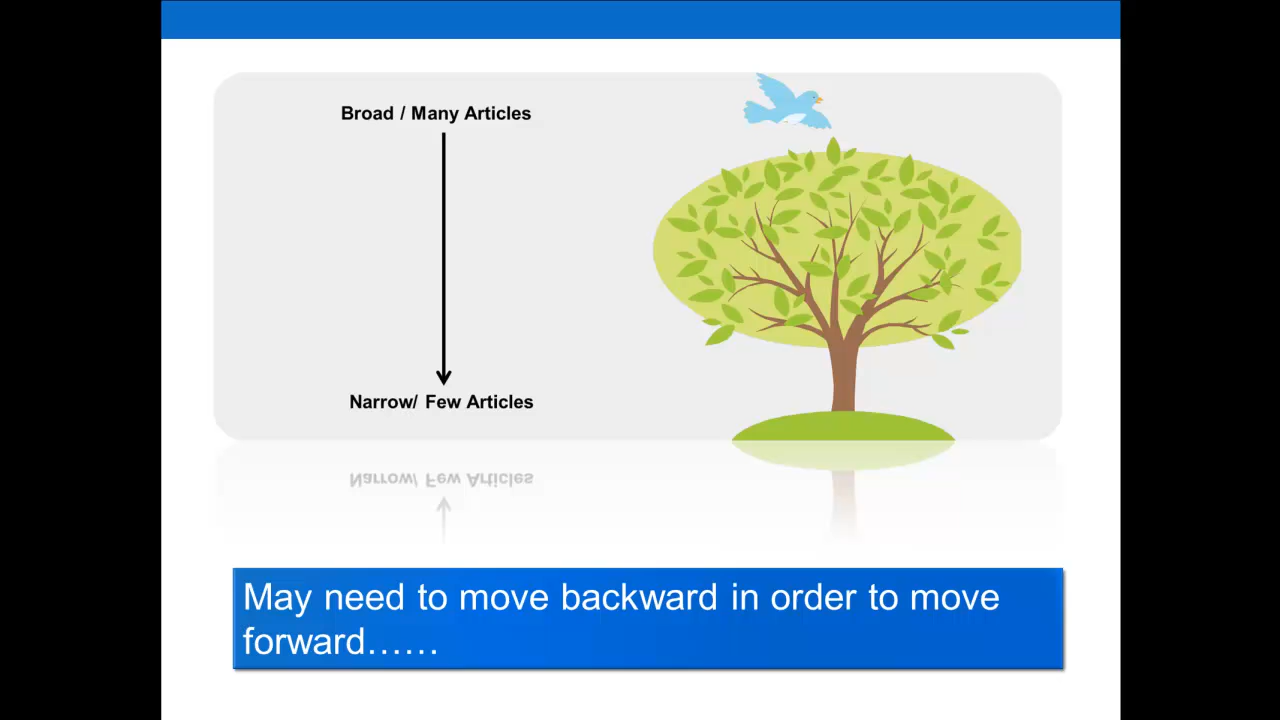 Broad / Many Articles
Narrow/ Few Articles
Narrow/ Few Articles
May need to move backward in order to move
forward......